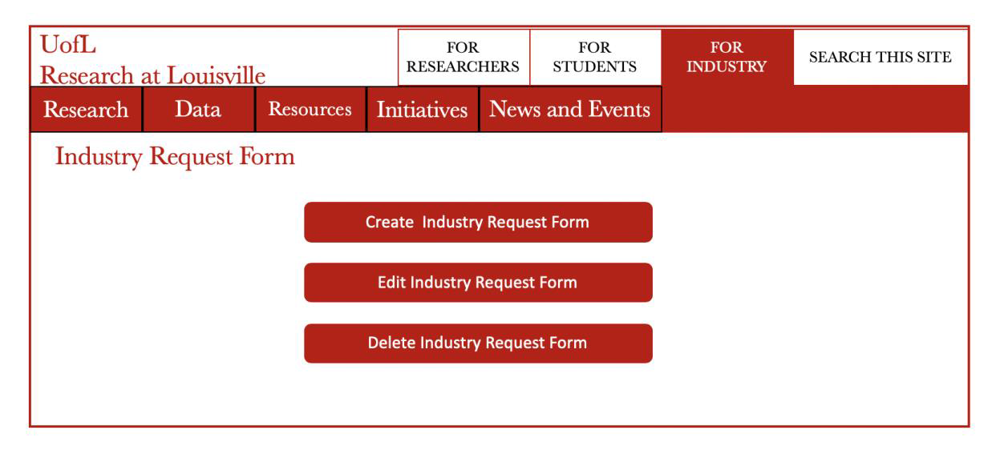 UofL
Research at Louisville
FOR
RESEARCHERS
FOR
STUDENTS
FOR
INDUSTRY
SEARCH THIS SITE
Research
Data
Resources
Initiatives
News and Events
Industry Request Form
Create  Industry Request Form
Edit Industry Request Form
Delete Industry Request Form